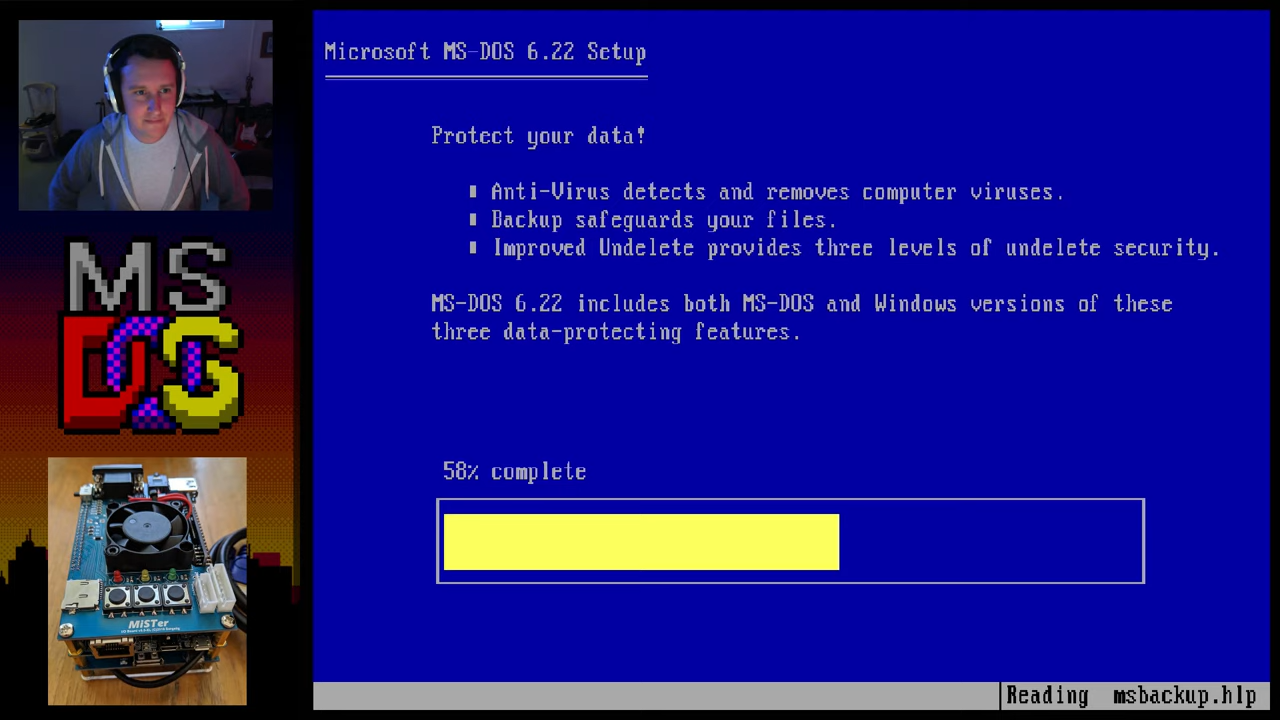 Microsoft MS-DOS 6.22 Setup
Protect your data!
Anti-Virus detects and removes computer viruses.
Backup safeguards your files.
Improved Undelete provides three levels of undelete security.
MS-DOS 6.22 includes both MS-DOS and Windows versions of these
three data-protecting features.
58% complete
Reading msbackup.hlp
MS
DOS
MiSTer